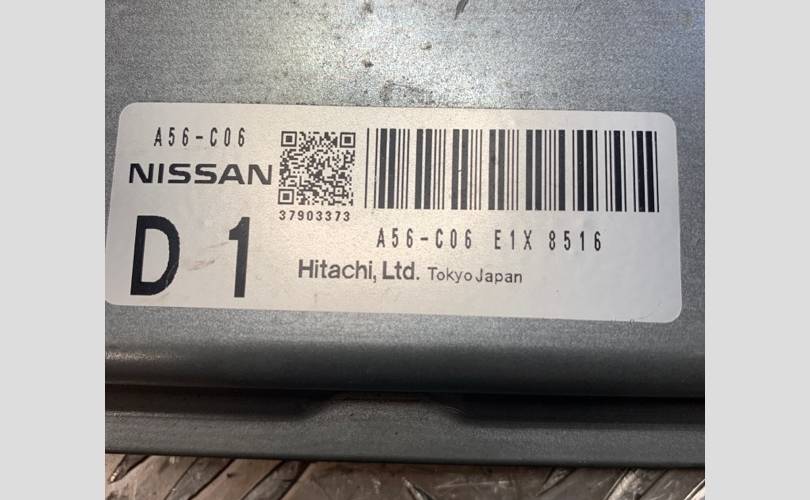 A56-C06
NISSAN
37903373
D 1
A56-C06 E1X 8516
Hitachi, Ltd. Tokyo Japan